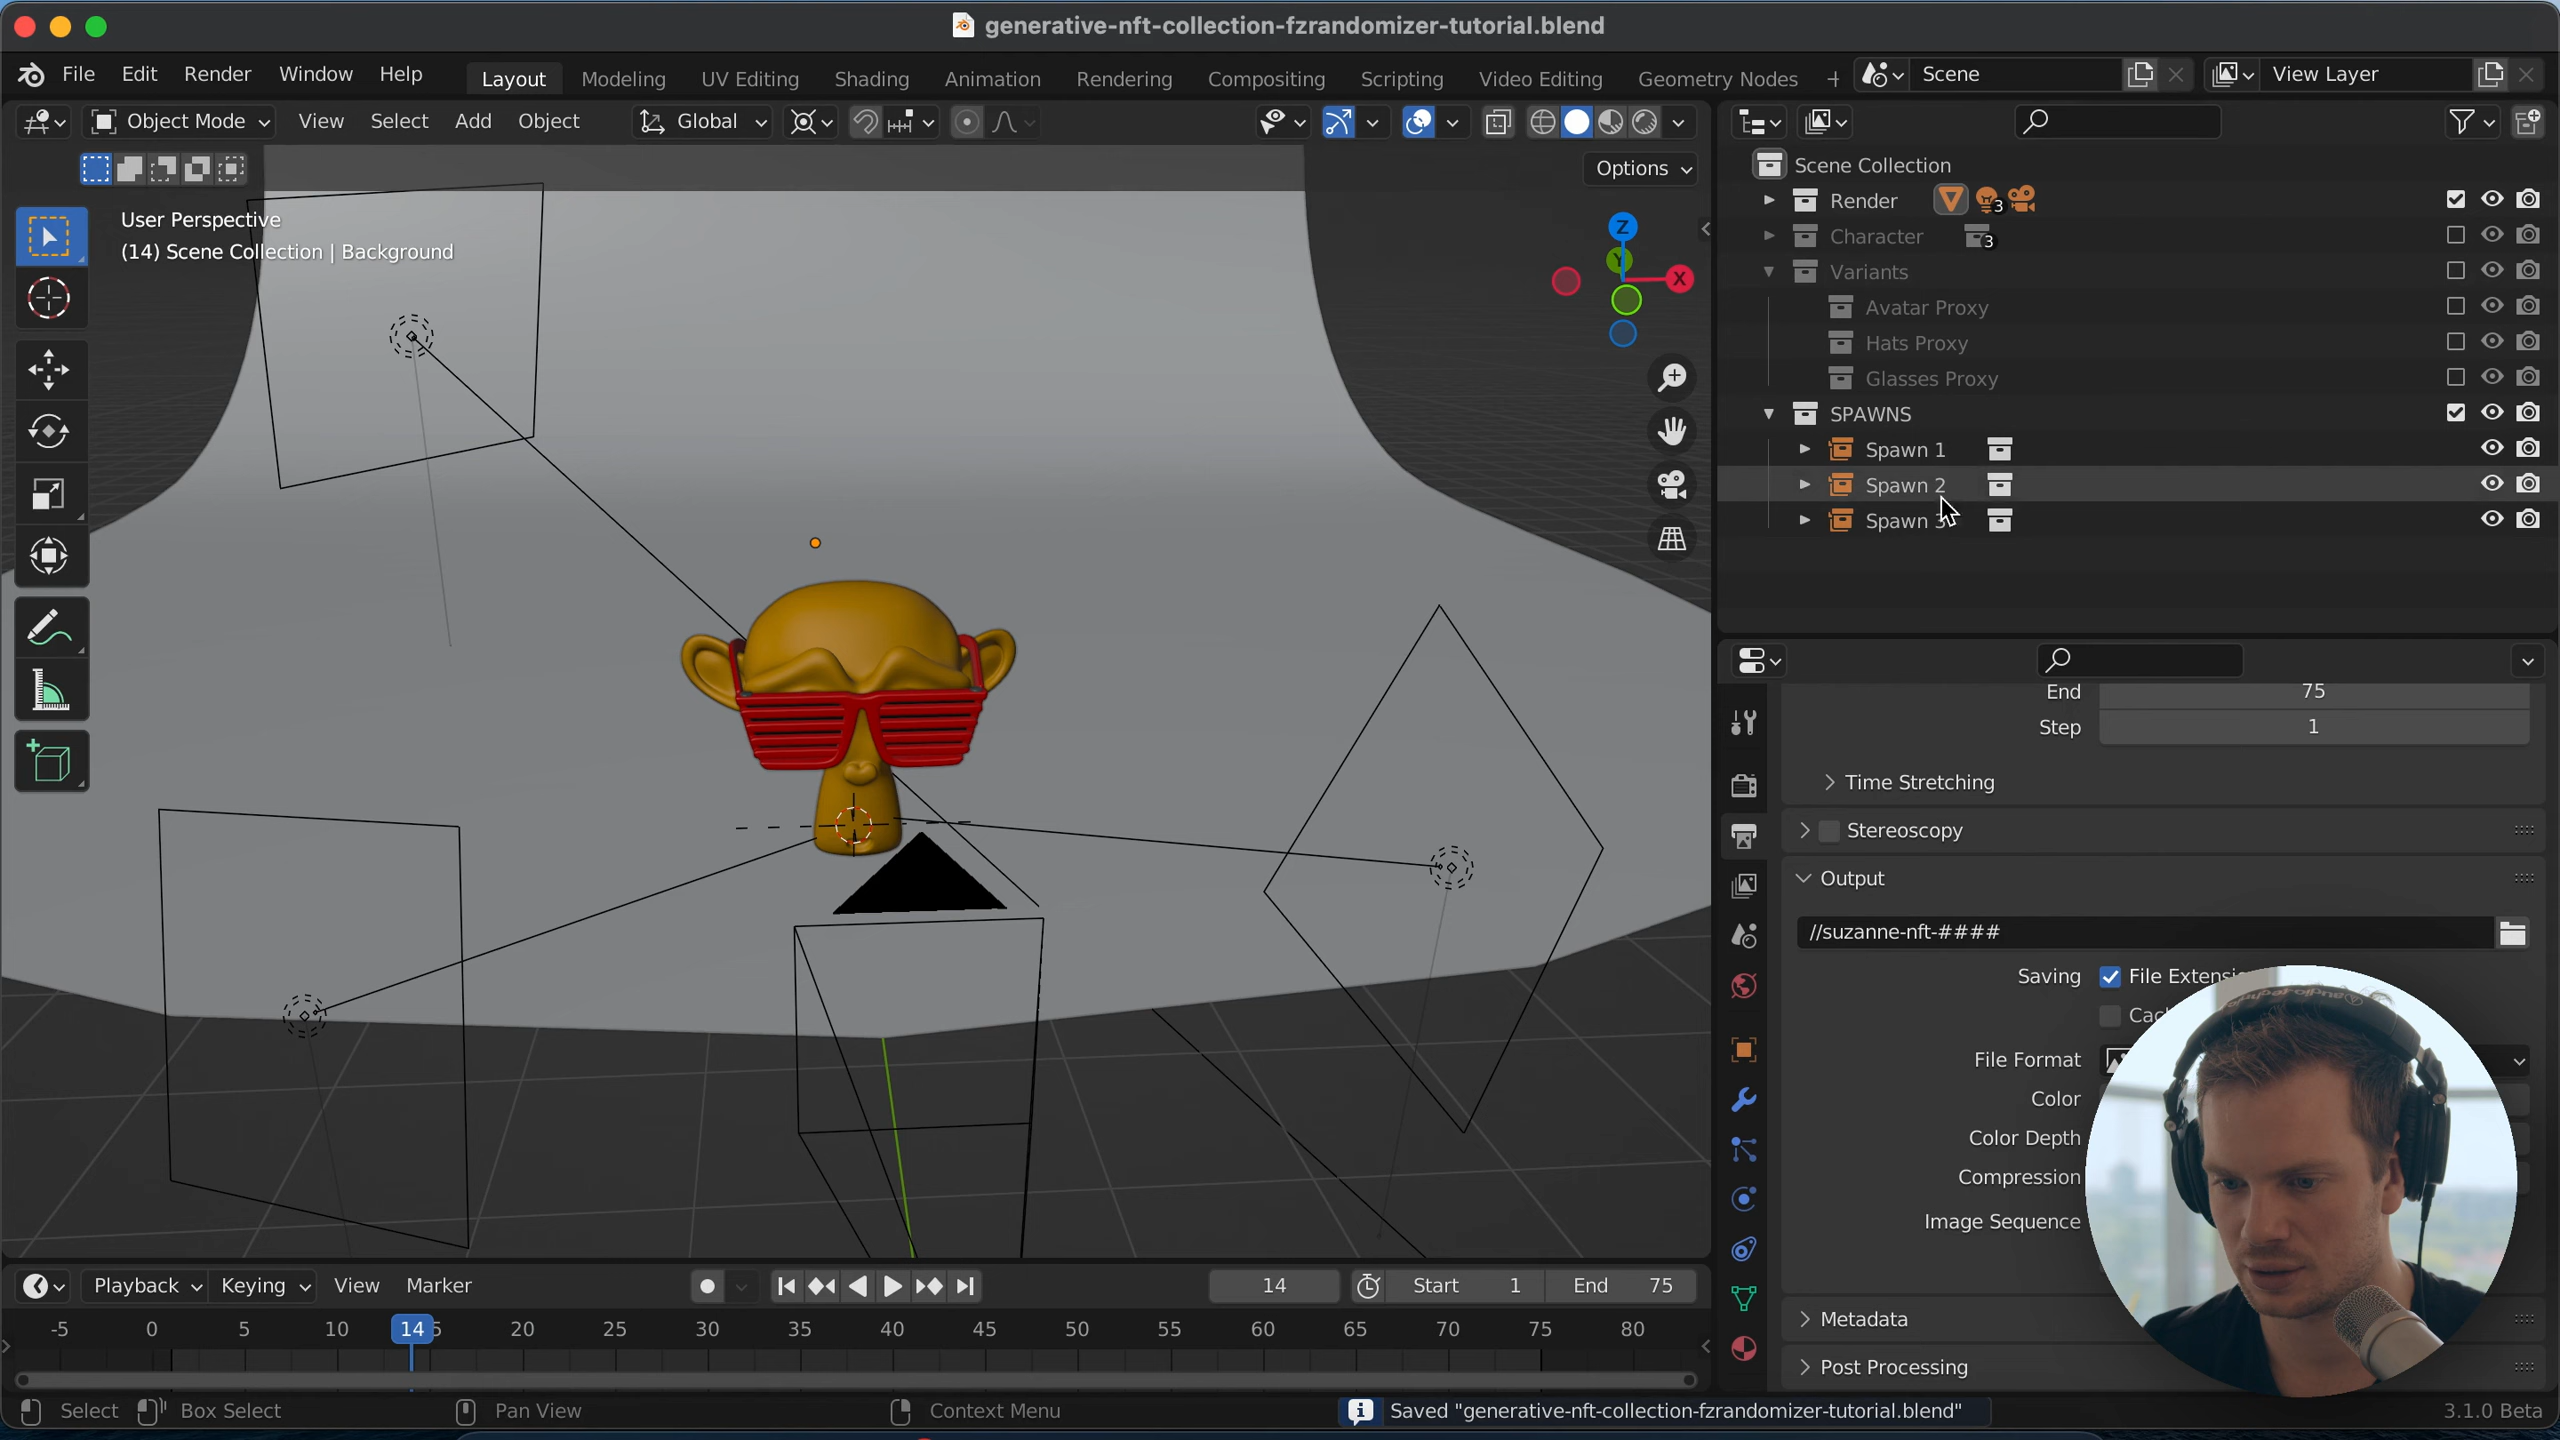 generative-nft-collection-fzrandomizer-tutorial.blend
File Edit Render Window Help Layout Modeling UV Editing Shading Animation Rendering Compositing Scripting Video Editing Geometry Nodes + Scene View Layer
Object Mode View Select Add Object Global
Options
User Perspective
(14) Scene Collection | Background
Z
Y
X
Scene Collection
Render 3
Character 3
Variants
Avatar Proxy
Hats Proxy
Glasses Proxy
SPAWNS
Spawn 1
Spawn 2
Spawn 3
End 75
Step 1
Time Stretching
Stereoscopy
Output
//suzanne-nft-####
Saving File Extensi
Cac
File Format
Color
Color Depth
Compression
Image Sequence
Metadata
Post Processing
Playback Keying View Marker 14 Start 1 End 75
-5 0 5 10 14 5 20 25 30 35 40 45 50 55 60 65 70 75 80
Select Box Select Pan View Context Menu Saved "generative-nft-collection-fzrandomizer-tutorial.blend" 3.1.0 Beta